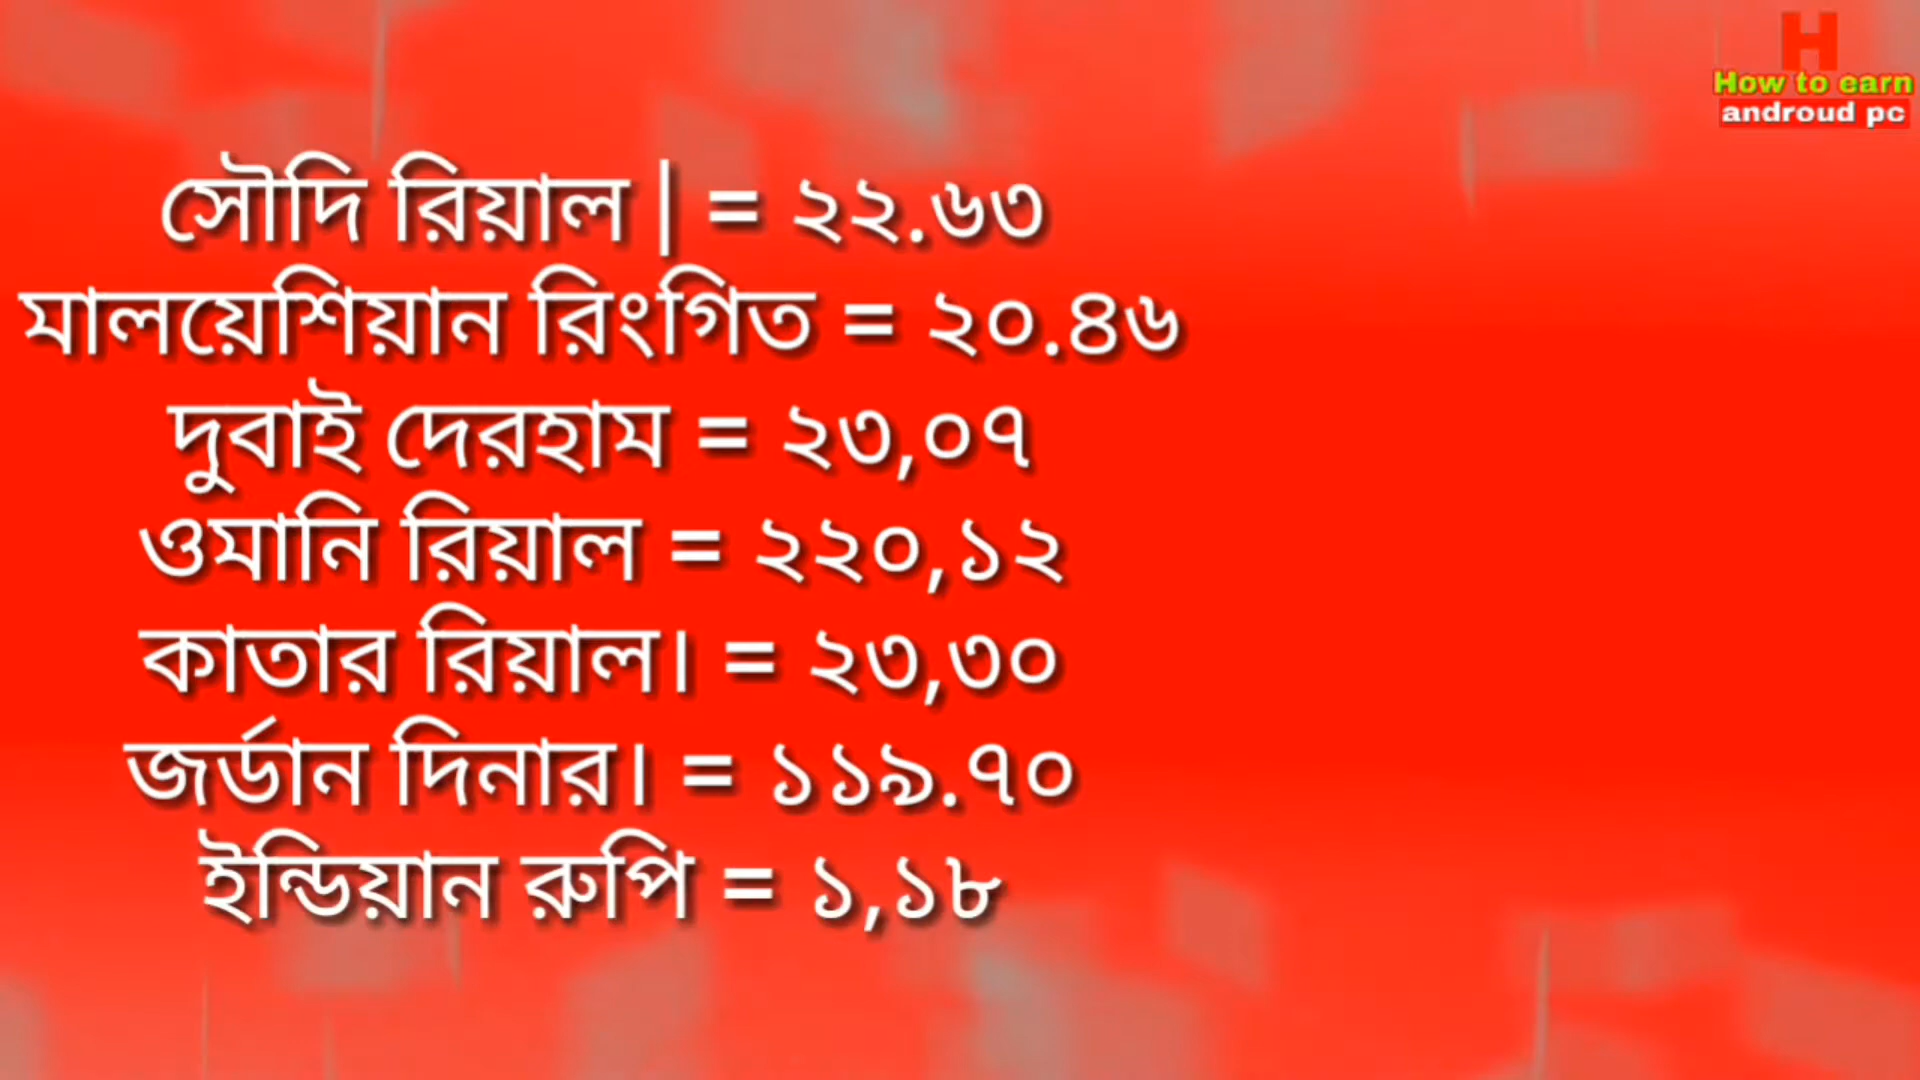 H
How to earn
androud pc
সৌদি রিয়াল | = ২২.৬৩
মালয়েশিয়ান রিংগিত = ২০.৪৬
দুবাই দেরহাম = ২৩,০৭
ওমানি রিয়াল = ২২০,১২
কাতার রিয়াল। = ২৩,৩০
জর্ডান দিনার। = ১১৯.৭০
ইন্ডিয়ান রুপি = ১,১৮